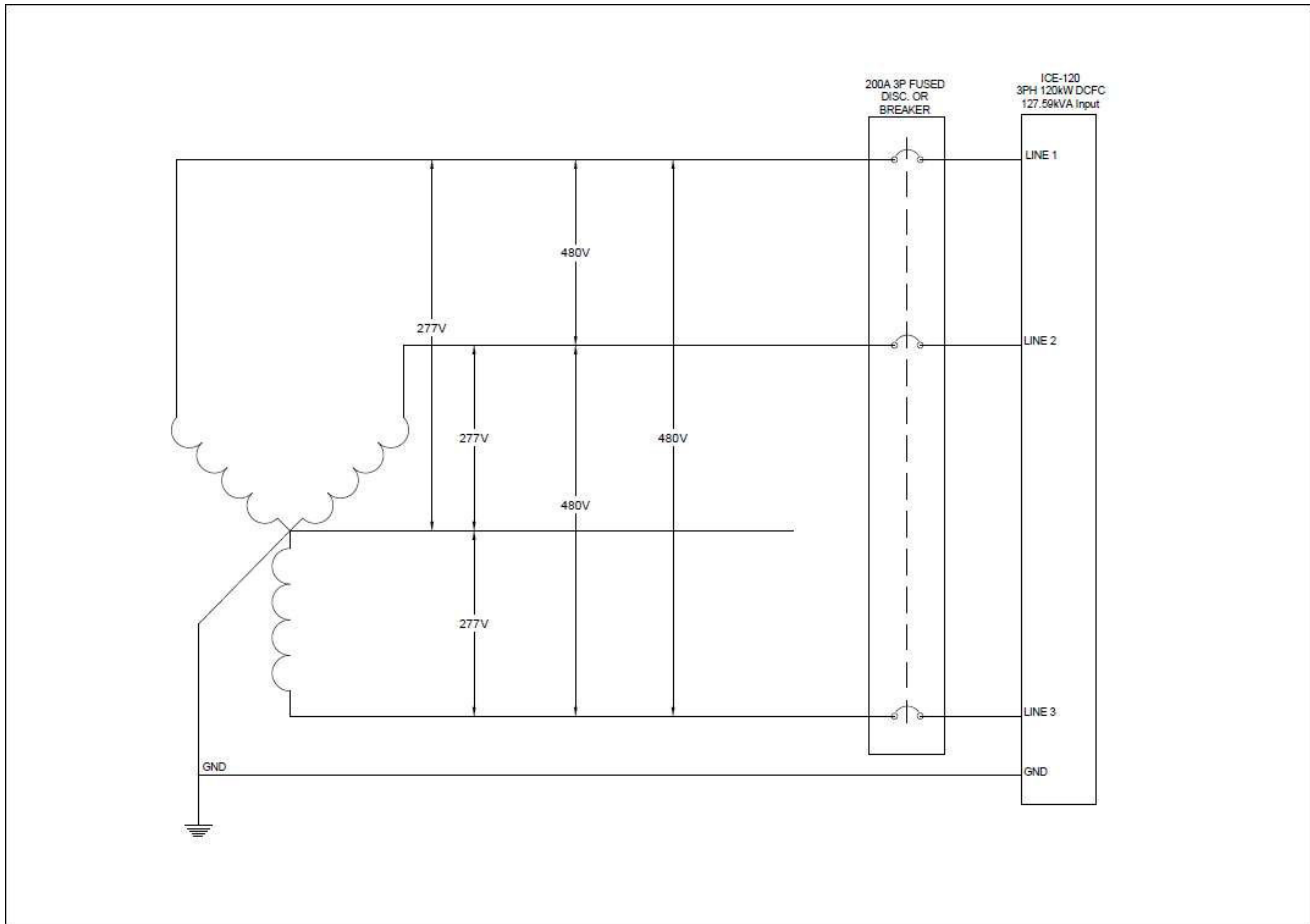 200A 3P FUSED
DISC. OR
BREAKER
ICE-120
3PH 120kW DCFC
127.59kVA Input
LINE 1
480V
277V
LINE 2
277V
480V
480V
277V
LINE 3
GND
GND